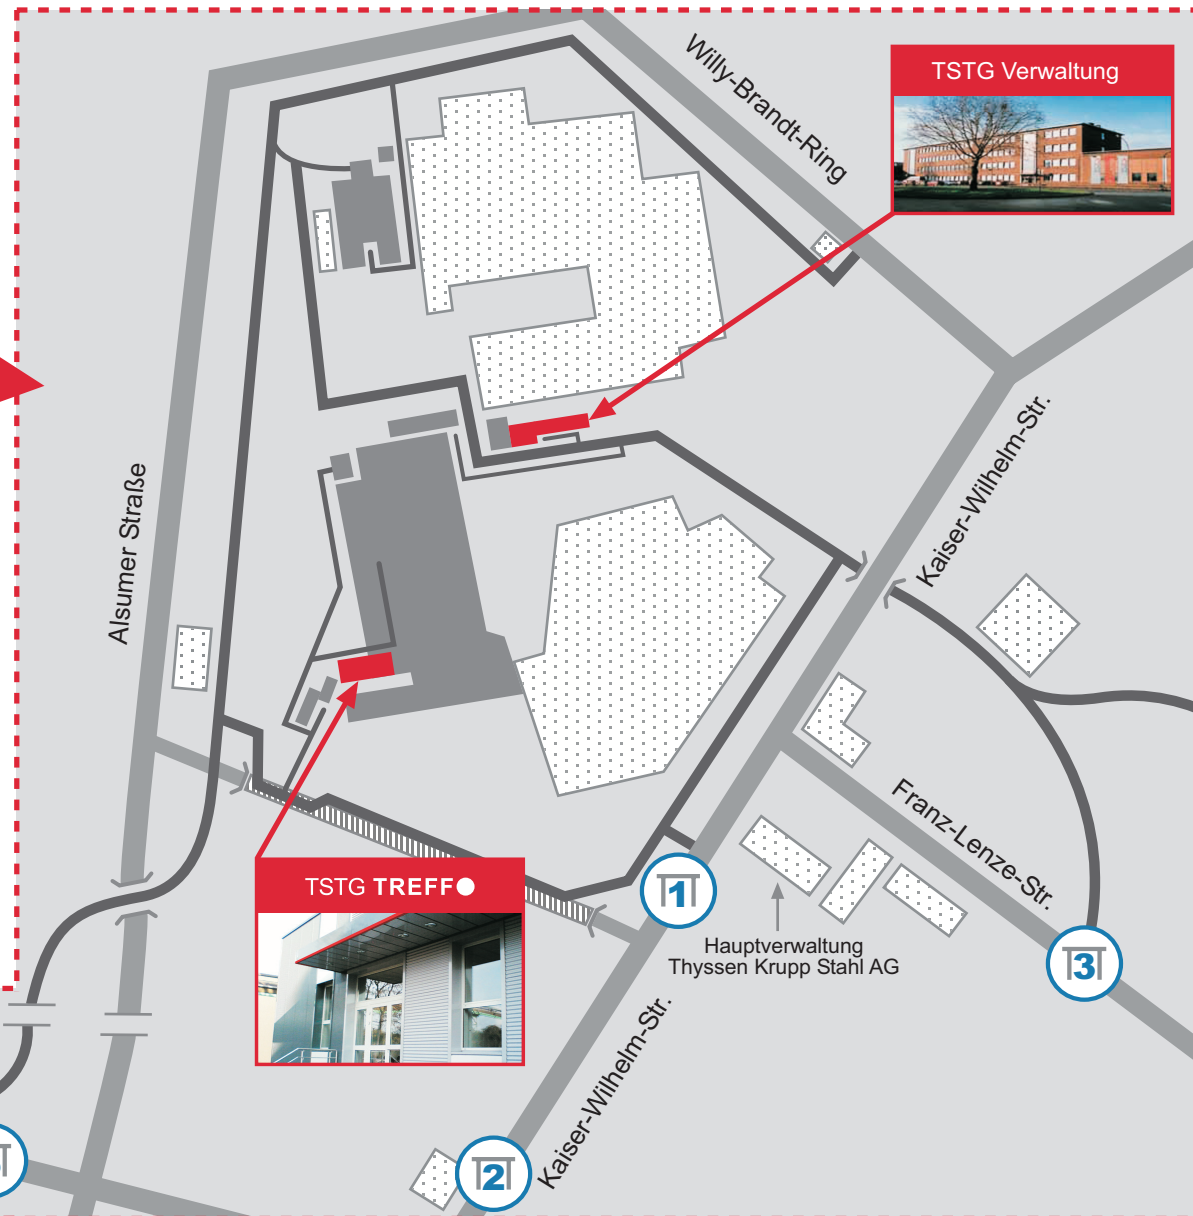 Willy-Brandt-Ring
TSTG Verwaltung
Alsumer Straße
Kaiser-Wilhelm-Str.
Franz-Lenze-Str.
TSTG TREFF
1
Hauptverwaltung
Thyssen Krupp Stahl AG
3
Kaiser-Wilhelm-Str.
2